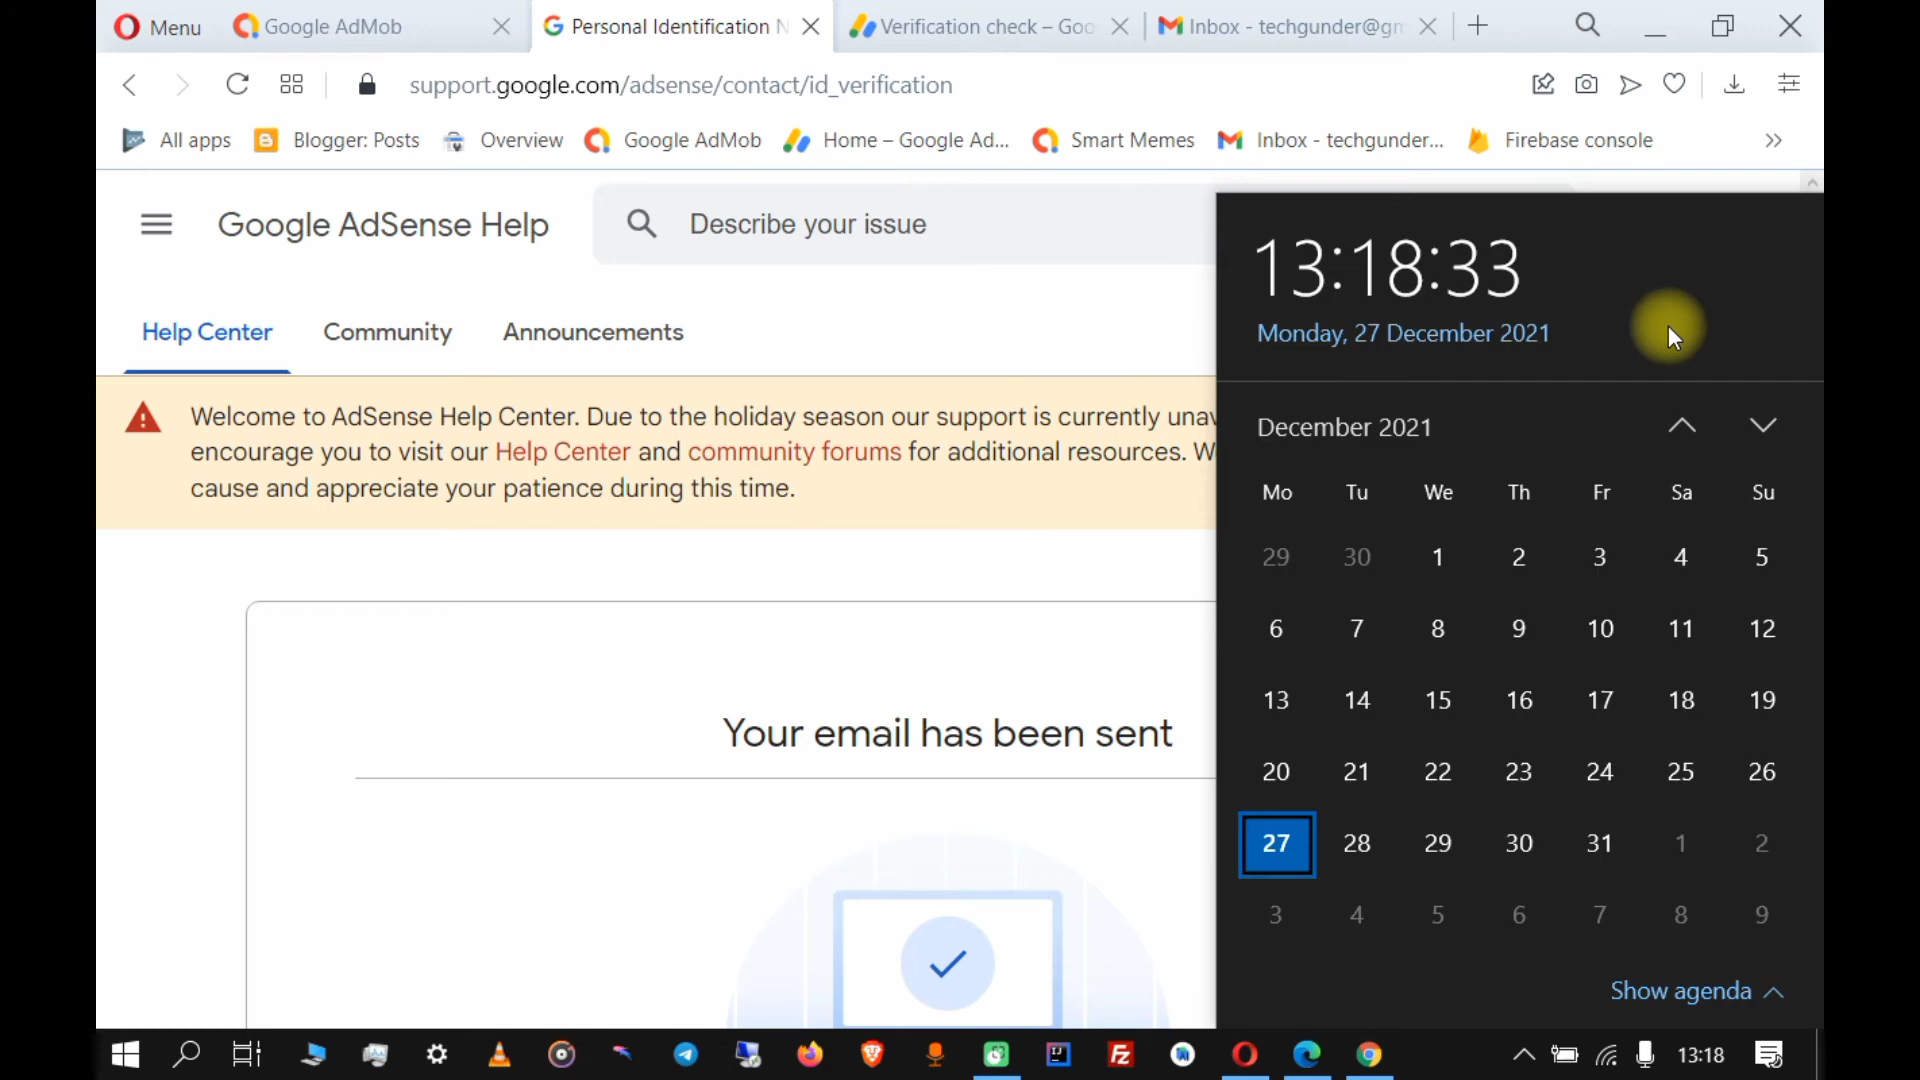 Menu
Google AdMob
Personal Identification N
Verification check – Goo
Inbox - techgunder@gm
support.google.com/adsense/contact/id_verification
All apps
Blogger: Posts
Overview
Google AdMob
Home – Google Ad...
Smart Memes
Inbox - techgunder...
Firebase console
Google AdSense Help
Describe your issue
Help Center
Community
Announcements
Welcome to AdSense Help Center. Due to the holiday season our support is currently unav
encourage you to visit our Help Center and community forums for additional resources. W
cause and appreciate your patience during this time.
Your email has been sent
13:18:33
Monday, 27 December 2021
December 2021
Mo Tu We Th Fr Sa Su
29 30 1 2 3 4 5
6 7 8 9 10 11 12
13 14 15 16 17 18 19
20 21 22 23 24 25 26
27 28 29 30 31 1 2
3 4 5 6 7 8 9
Show agenda
IJ
Fz
13:18